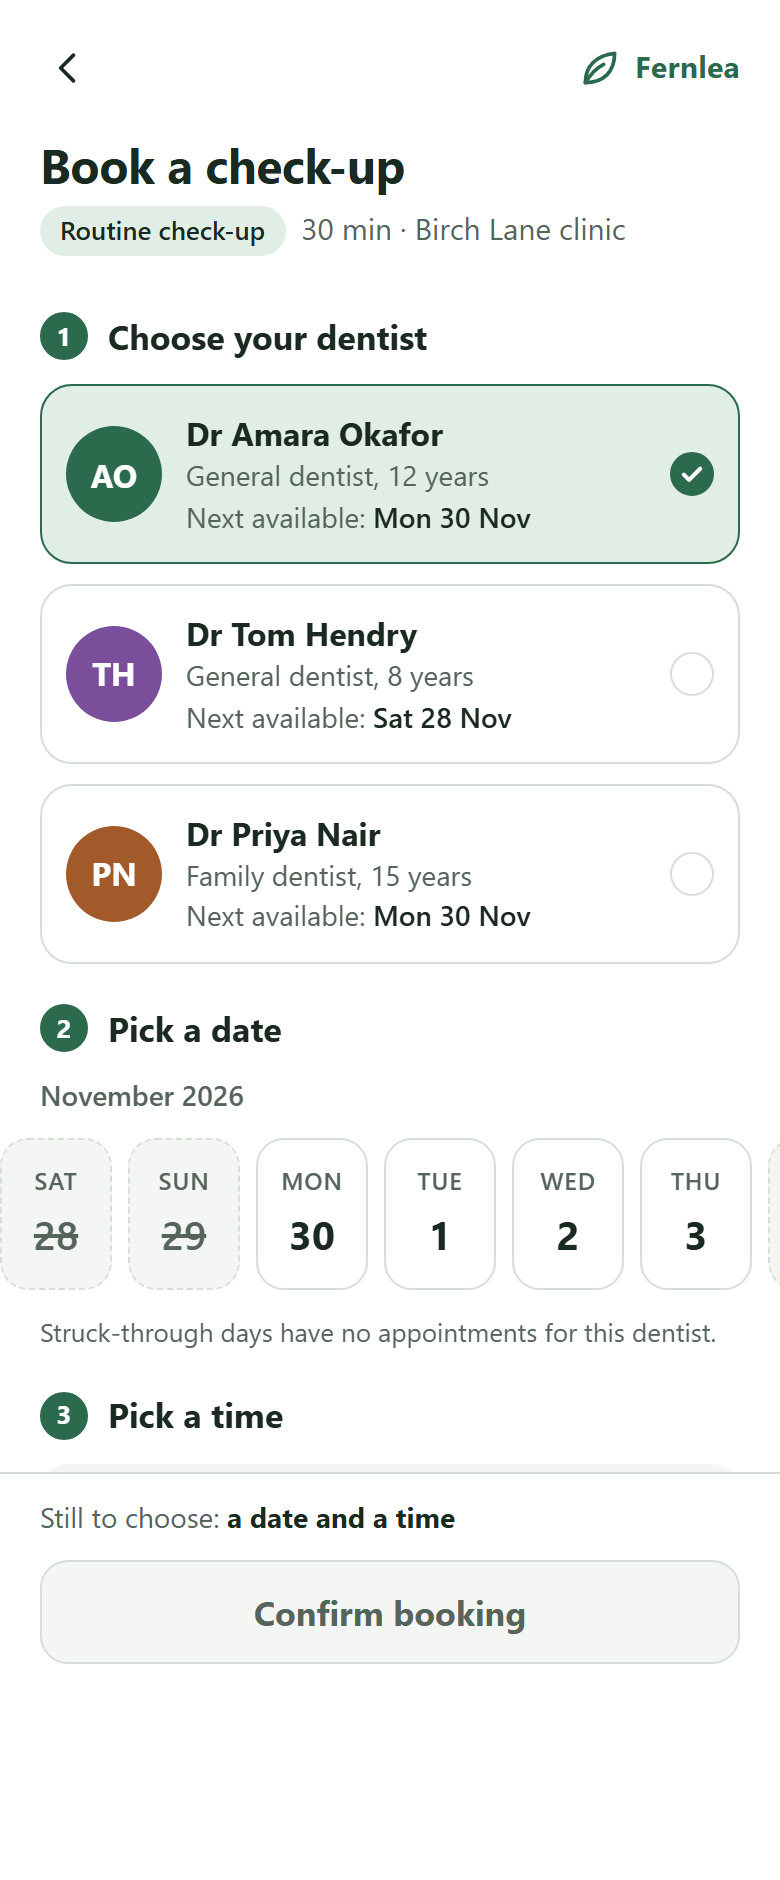 Fernlea
Book a check-up
Routine check-up 30 min · Birch Lane clinic
1 Choose your dentist
AO
Dr Amara Okafor
General dentist, 12 years
Next available: Mon 30 Nov
TH
Dr Tom Hendry
General dentist, 8 years
Next available: Sat 28 Nov
PN
Dr Priya Nair
Family dentist, 15 years
Next available: Mon 30 Nov
2 Pick a date
November 2026
SAT SUN MON TUE WED THU
28 29 30 1 2 3
Struck-through days have no appointments for this dentist.
3 Pick a time
Still to choose: a date and a time
Confirm booking